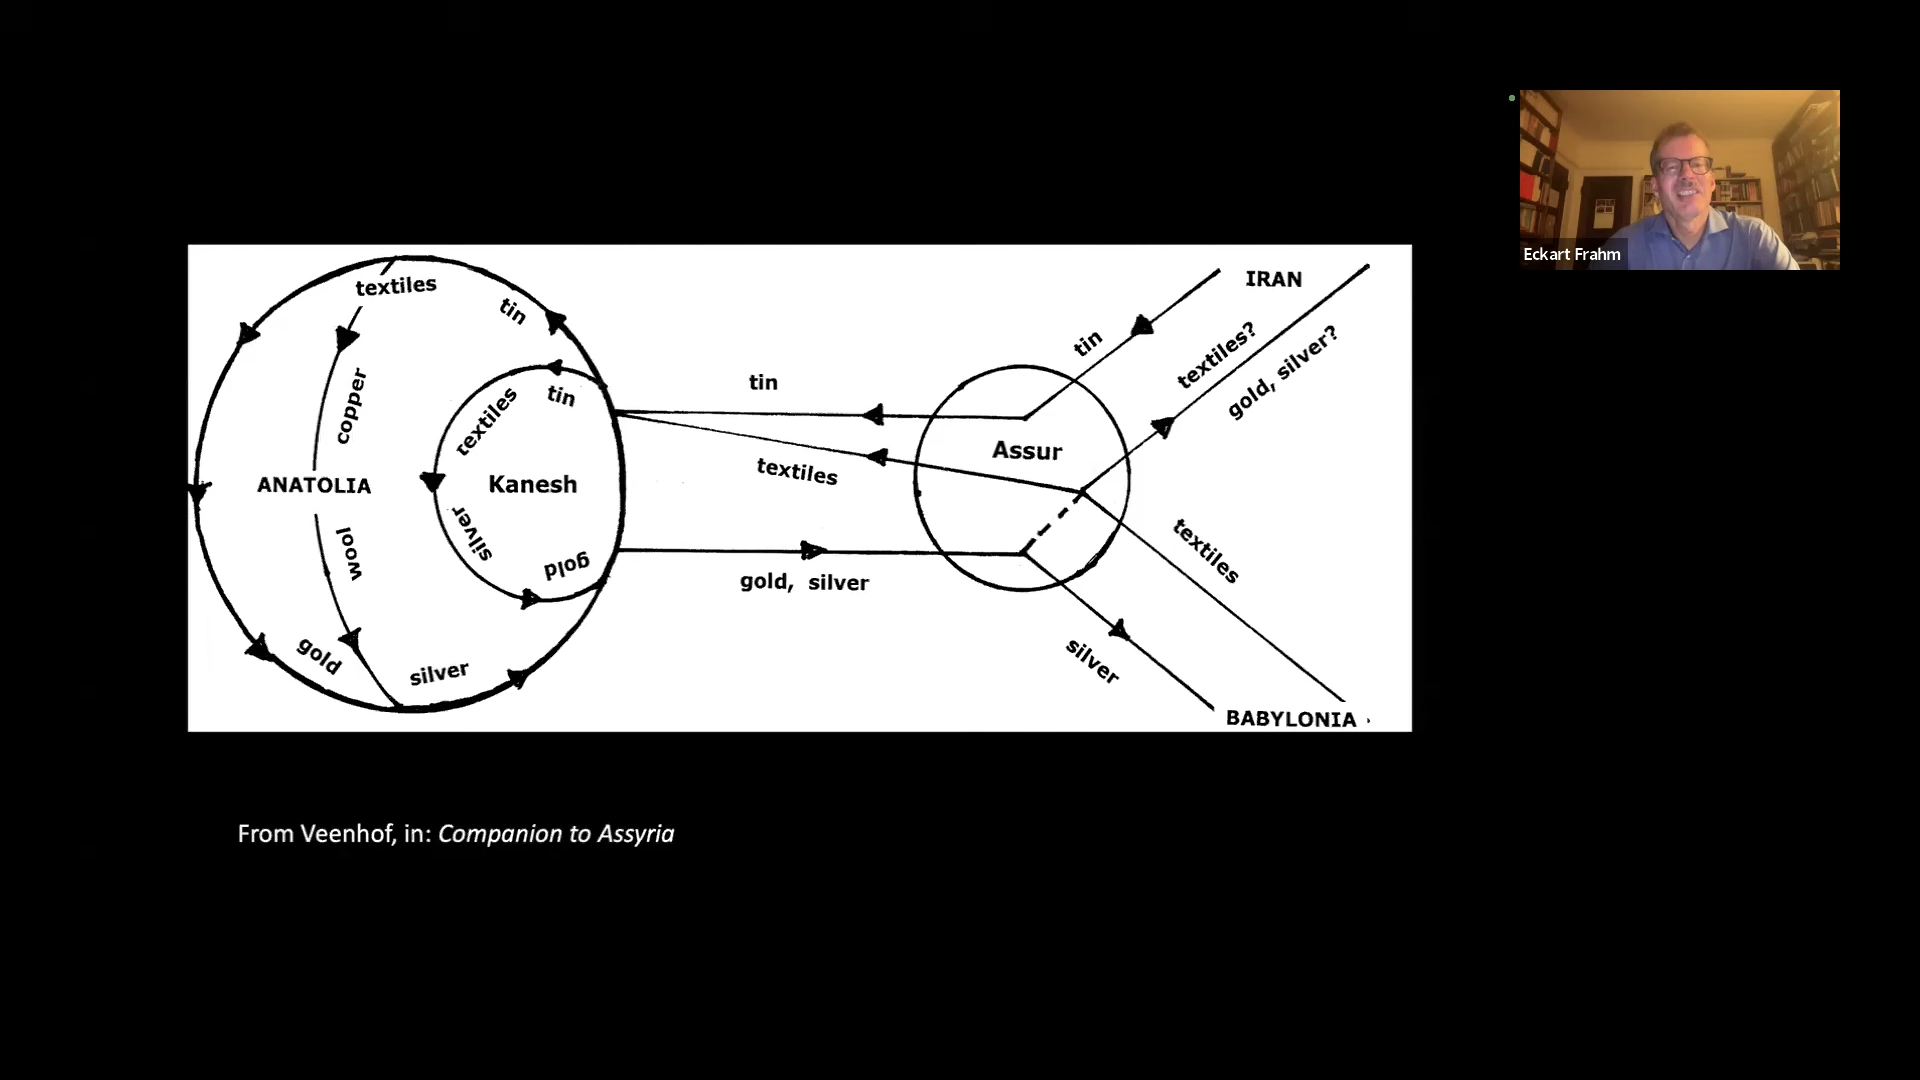 textiles
tin
copper
ANATOLIA
wool
gold
silver
tin
textiles
Kanesh
silver
gold
tin
textiles
gold, silver
Assur
tin
IRAN
textiles?
gold, silver?
textiles
silver
BABYLONIA
From Veenhof, in: Companion to Assyria
Eckart Frahm